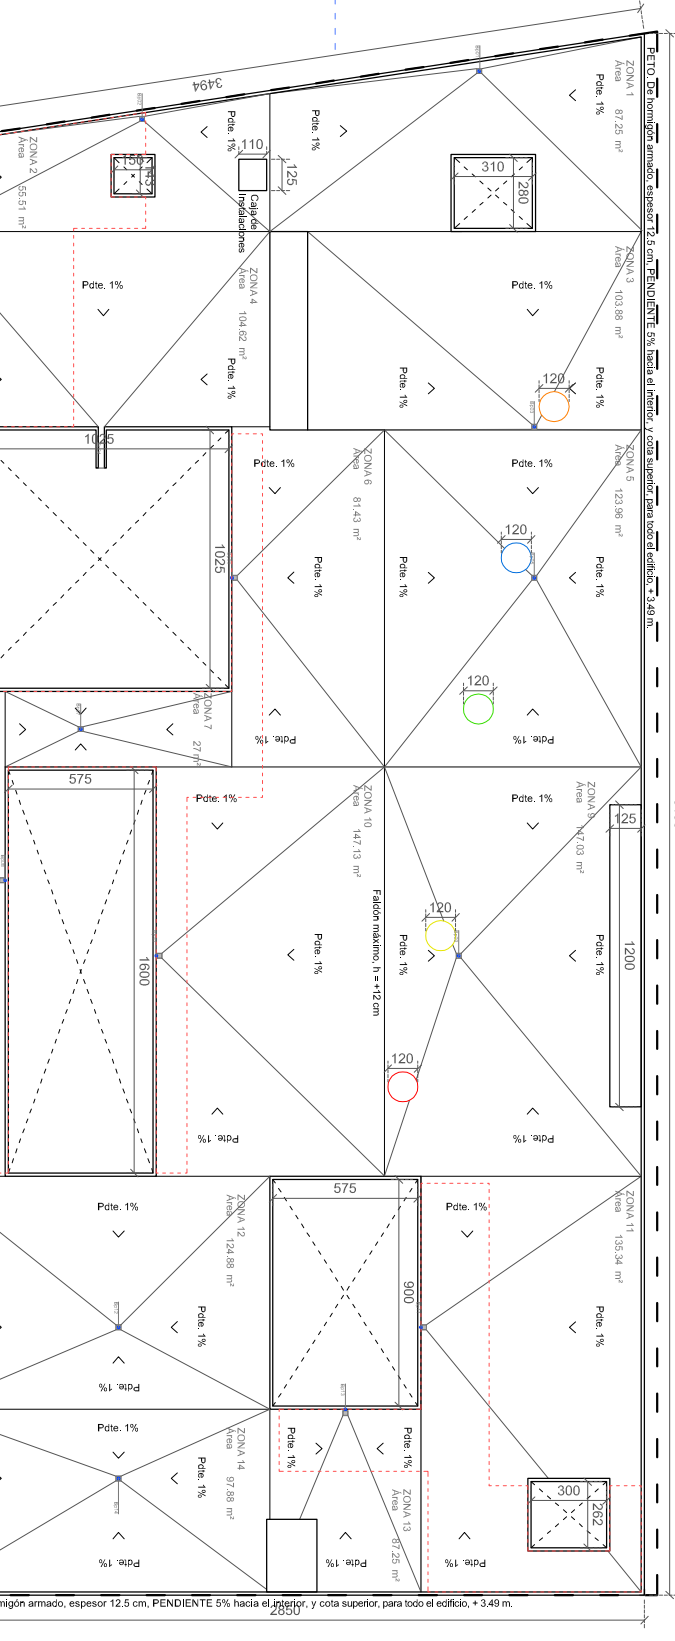 3494
ZONA 1
Área 87.25 m²
Pdte. 1%
PETO. De hormigón armado, espesor 12.5 cm, PENDIENTE 5% hacia el interior, y cota superior, para todo el edificio, + 3.49 m.
Pdte. 1%
Pdte. 1%
110
125
310
280
ZONA 2
Área 55.51 m²
150
Caja de
Instalaciones
ZONA 3
Área 103.88 m²
Pdte. 1%
Pdte. 1%
ZONA 4
Área 104.62 m²
Pdte. 1%
Pdte. 1%
Pdte. 1%
120
1025
Pdte. 1%
ZONA 6
Área 81.43 m²
Pdte. 1%
ZONA 5
Área 123.96 m²
120
1025
Pdte. 1%
Pdte. 1%
Pdte. 1%
120
ZONA 7
Área 27 m²
Pdte. 1%
Pdte. 1%
575
Pdte. 1%
ZONA 10
Área 147.13 m²
Pdte. 1%
ZONA 9
Área 147.03 m²
125
Faldón máximo, h = +12 cm
120
1600
Pdte. 1%
Pdte. 1%
Pdte. 1%
1200
120
Pdte. 1%
Pdte. 1%
575
Pdte. 1%
ZONA 12
Área 124.88 m²
Pdte. 1%
ZONA 11
Área 135.34 m²
900
Pdte. 1%
Pdte. 1%
Pdte. 1%
Pdte. 1%
ZONA 14
Área 97.88 m²
Pdte. 1%
Pdte. 1%
Pdte. 1%
300
262
ZONA 13
Área 87.25 m²
Pdte. 1%
Pdte. 1%
Pdte. 1%
migón armado, espesor 12.5 cm, PENDIENTE 5% hacia el interior, y cota superior, para todo el edificio, + 3.49 m.
2850